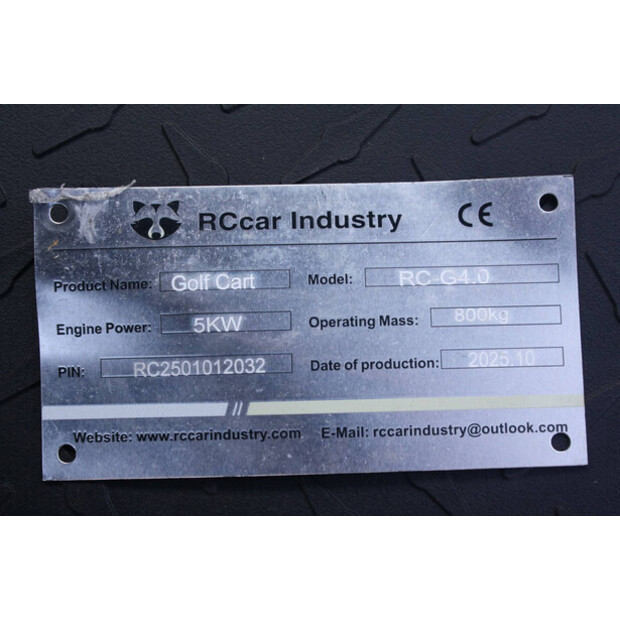 RCcar Industry CE
Product Name: Golf Cart Model: RC-G4.0
Engine Power: 5KW Operating Mass: 800kg
PIN: RC2501012032 Date of production: 2025.10
Website: www.rccarindustry.com E-Mail: rccarindustry@outlook.com